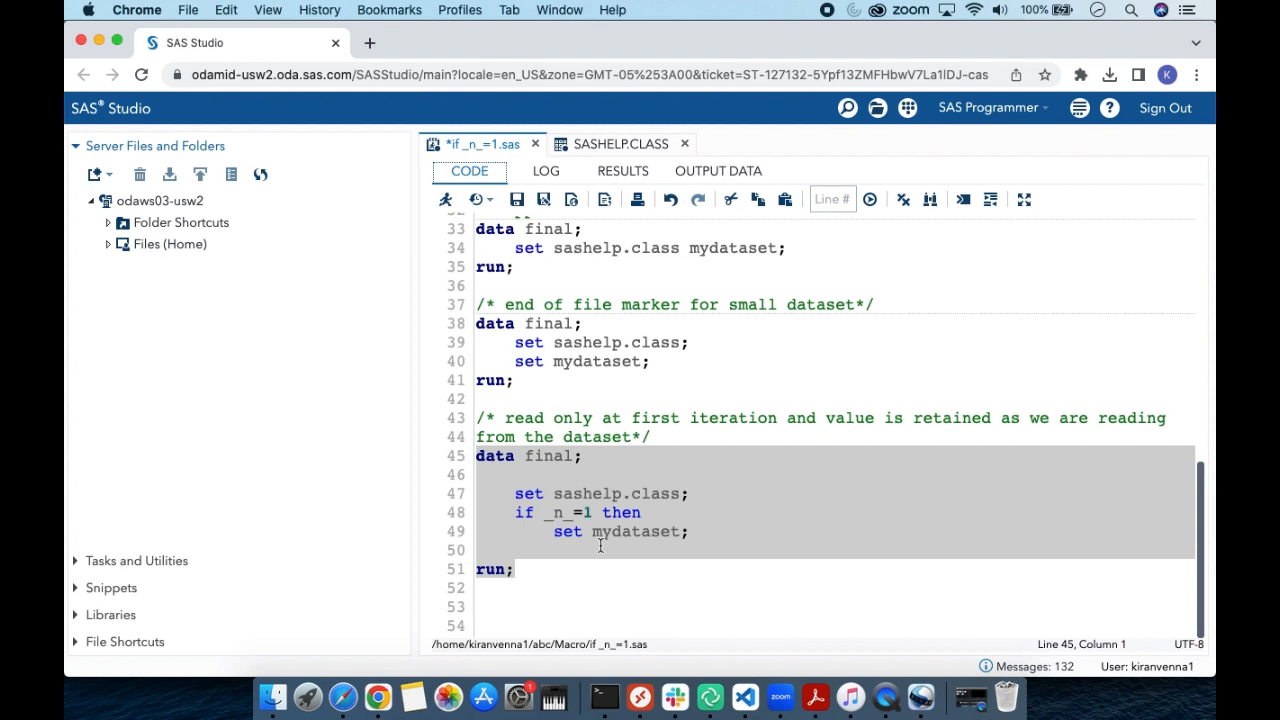 Chrome File Edit View History Bookmarks Profiles Tab Window Help zoom 100%
SAS Studio
odamid-usw2.oda.sas.com/SASStudio/main?locale=en_US&zone=GMT-05%253A00&ticket=ST-127132-5Ypf13ZMFHbwV7La1lDJ-cas K
SAS® Studio SAS Programmer Sign Out
Server Files and Folders
*if _n_=1.sas SASHELP.CLASS
CODE LOG RESULTS OUTPUT DATA
Line #
odaws03-usw2
Folder Shortcuts
Files (Home)
33 data final;
34 set sashelp.class mydataset;
35 run;
36
37 /* end of file marker for small dataset*/
38 data final;
39 set sashelp.class;
40 set mydataset;
41 run;
42
43 /* read only at first iteration and value is retained as we are reading
44 from the dataset*/
45 data final;
46
47 set sashelp.class;
48 if _n_=1 then
49 set mydataset;
50
51 run;
52
53
54
Tasks and Utilities
Snippets
Libraries
File Shortcuts
/home/kiranvenna1/abc/Macro/if _n_=1.sas Line 45, Column 1 UTF-8
Messages: 132 User: kiranvenna1
1 zoom